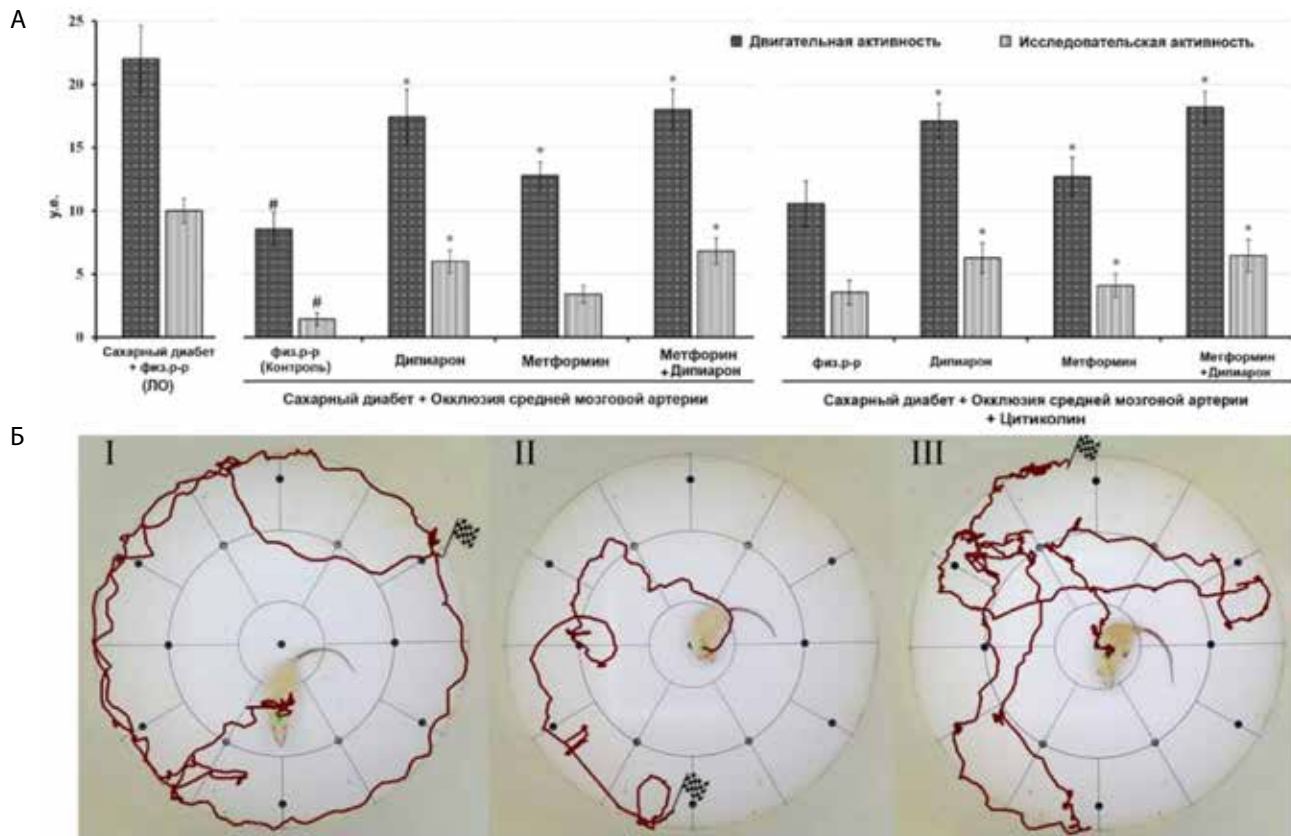 А
Двигательная активность
Исследовательская активность
25
20
15
10
5
0
у.е.
*
*
*
*
*
*
#
#
*
*
*
*
*
*
Сахарный диабет
+ физ.р-р
(ЛО)
физ.р-р
(Контроль)
Дипиарон
Метформин
Метфорин
+Дипиарон
физ.р-р
Дипиарон
Метформин
Метформин
+Дипиарон
Сахарный диабет + Окклюзия средней мозговой артерии
Сахарный диабет + Окклюзия средней мозговой артерии
+ Цитиколин
Б
I
II
III